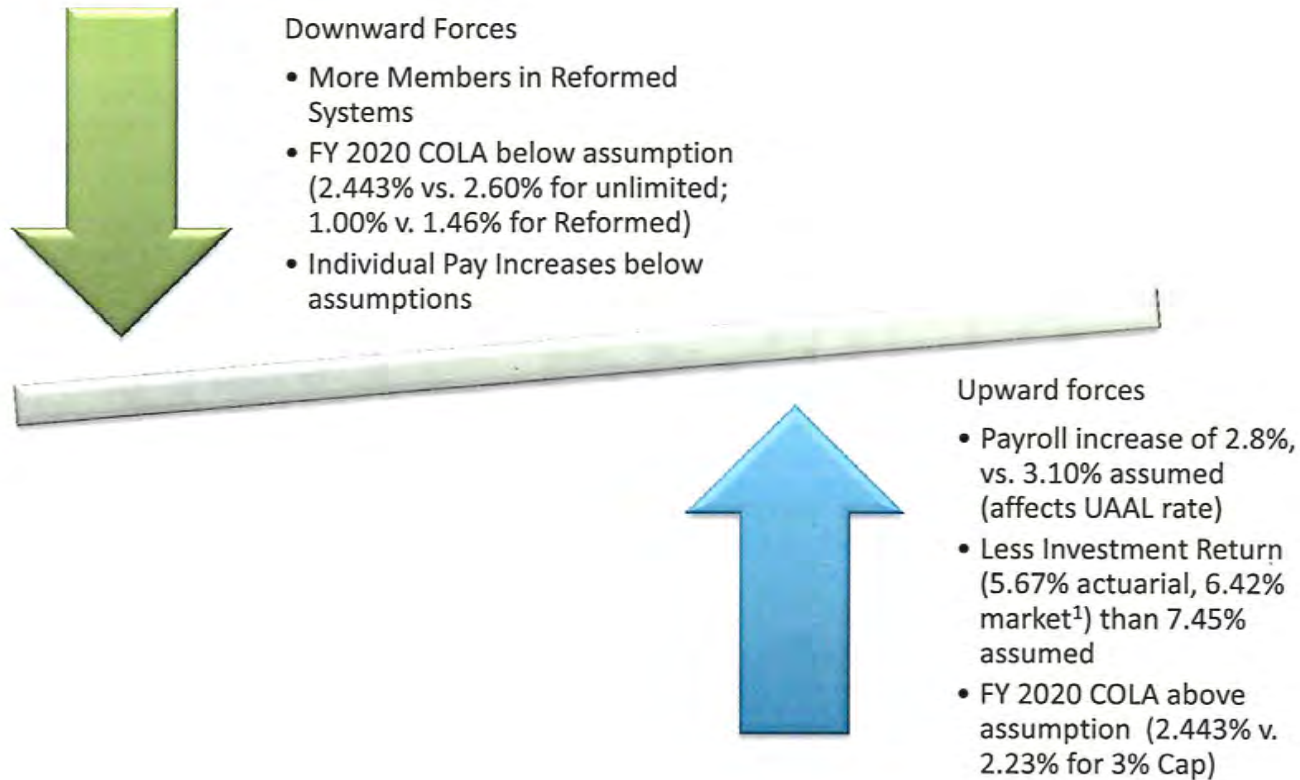 Downward Forces
• More Members in Reformed
Systems
• FY 2020 COLA below assumption
(2.443% vs. 2.60% for unlimited;
1.00% v. 1.46% for Reformed)
• Individual Pay Increases below
assumptions
Upward forces
• Payroll increase of 2.8%,
vs. 3.10% assumed
(affects UAAL rate)
• Less Investment Return
(5.67% actuarial, 6.42%
market¹) than 7.45%
assumed
• FY 2020 COLA above
assumption (2.443% v.
2.23% for 3% Cap)